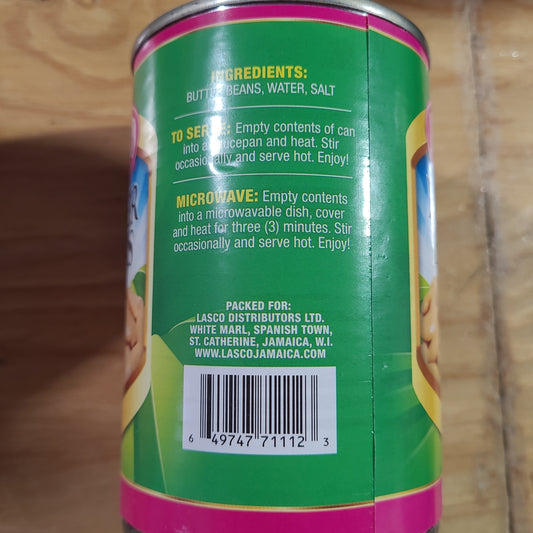 INGREDIENTS:
BUTTER BEANS, WATER, SALT
TO SERVE: Empty contents of can
into a saucepan and heat. Stir
occasionally and serve hot. Enjoy!
MICROWAVE: Empty contents
into a microwavable dish, cover
and heat for three (3) minutes. Stir
occasionally and serve hot. Enjoy!
PACKED FOR:
LASCO DISTRIBUTORS LTD.
WHITE MARL, SPANISH TOWN,
ST. CATHERINE, JAMAICA, W.I.
WWW.LASCOJAMAICA.COM
6 49747 71112 3